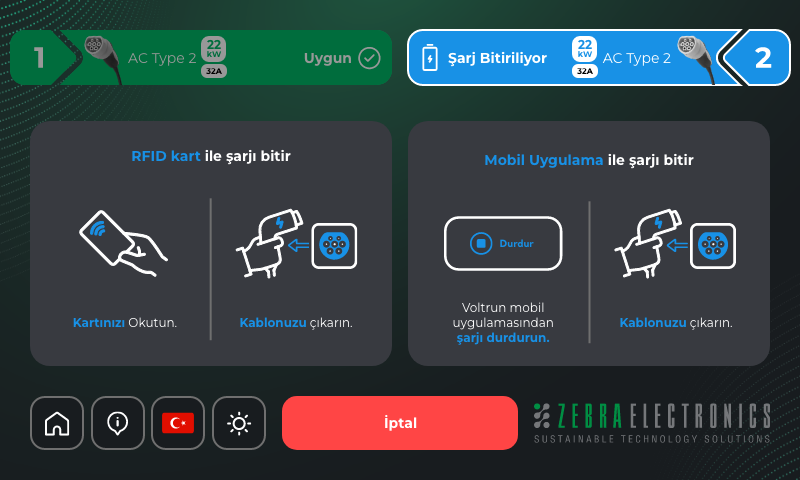 1
AC Type 2
22
kW
32A
Uygun
Şarj Bitiriliyor
22
kW
32A
AC Type 2
2
RFID kart ile şarjı bitir
Kartınızı Okutun.
Kablonuzu çıkarın.
Mobil Uygulama ile şarjı bitir
Durdur
Voltrun mobil
uygulamasından
şarjı durdurun.
Kablonuzu çıkarın.
İptal
ZEBRA ELECTRONICS
SUSTAINABLE TECHNOLOGY SOLUTIONS